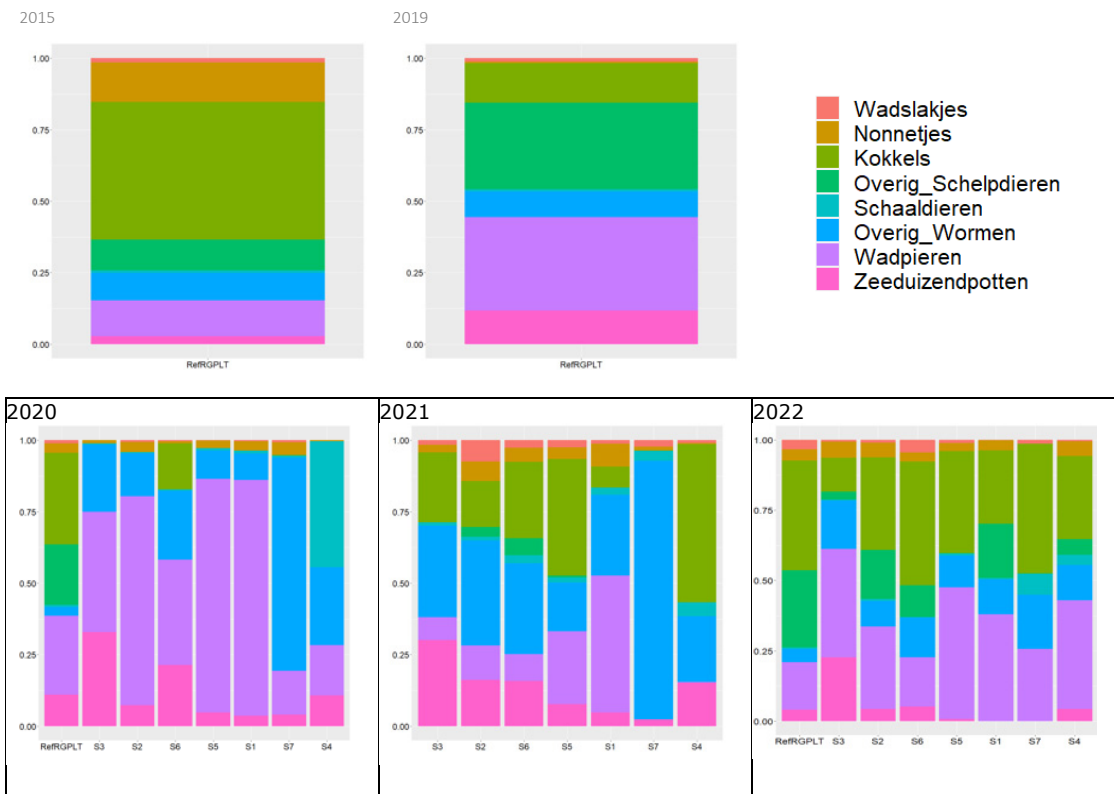 2015
2019
1.00
0.75
0.50
0.25
0.00
RefRGPLT
1.00
0.75
0.50
0.25
0.00
RefRGPLT
Wadslakjes
Nonnetjes
Kokkels
Overig_Schelpdieren
Schaaldieren
Overig_Wormen
Wadpieren
Zeeduizendpotten
2020
1.00
0.75
0.50
0.25
0.00
RefRGPLT S3 S2 S6 S5 S1 S7 S4
2021
1.00
0.75
0.50
0.25
0.00
S3 S2 S6 S5 S1 S7 S4
2022
1.00
0.75
0.50
0.25
0.00
RefRGPLT S3 S2 S6 S5 S1 S7 S4